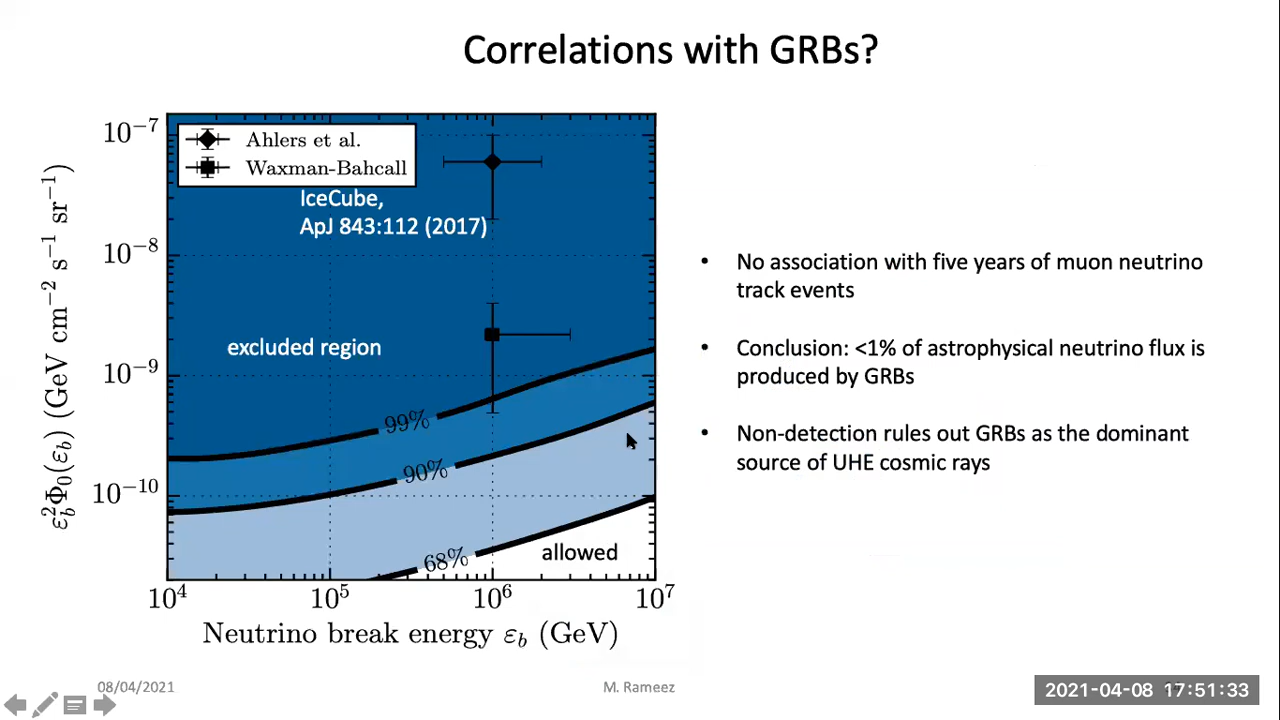 Correlations with GRBs?
10⁻⁷
10⁻⁸
10⁻⁹
10⁻¹⁰
ε_b²Φ₀(ε_b) (GeV cm⁻² s⁻¹ sr⁻¹)
Ahlers et al.
Waxman-Bahcall
IceCube,
ApJ 843:112 (2017)
excluded region
99%
90%
68%
allowed
10⁴ 10⁵ 10⁶ 10⁷
Neutrino break energy ε_b (GeV)
• No association with five years of muon neutrino
track events
• Conclusion: <1% of astrophysical neutrino flux is
produced by GRBs
• Non-detection rules out GRBs as the dominant
source of UHE cosmic rays
08/04/2021
M. Rameez
2021-04-08 17:51:33